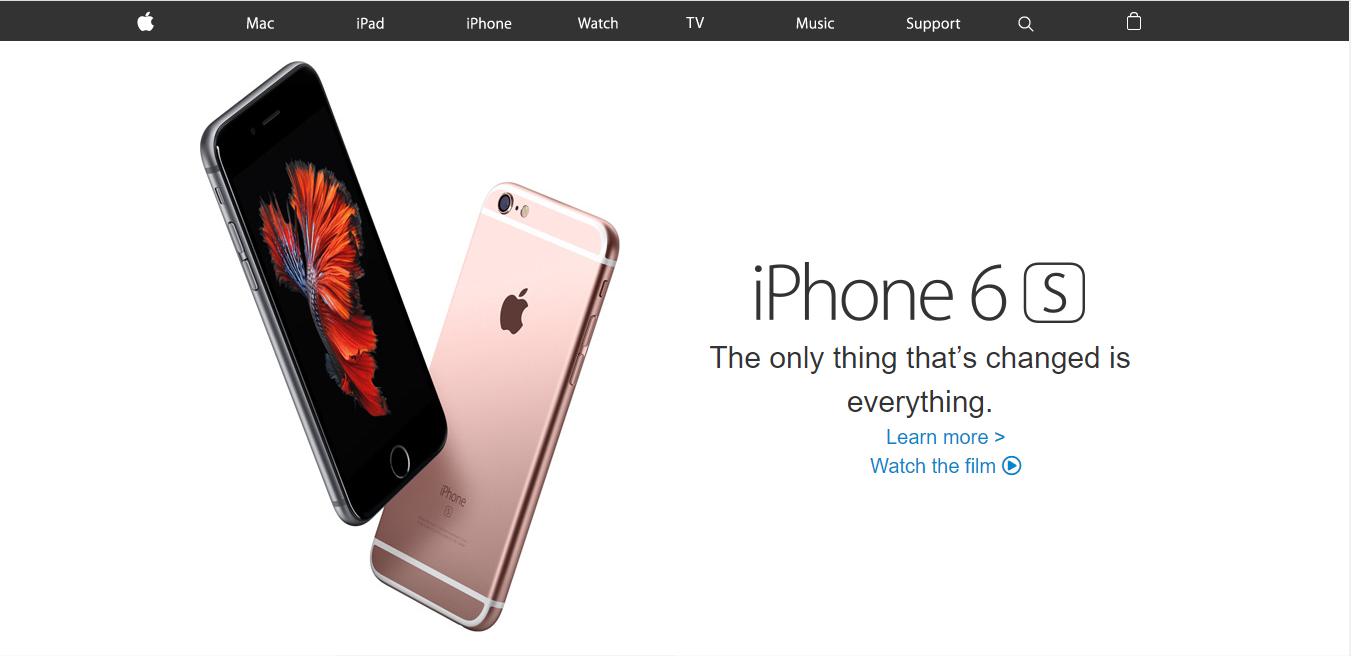 Mac iPad iPhone Watch TV Music Support
iPhone 6 S
The only thing that’s changed is
everything.
Learn more >
Watch the film
iPhone
S